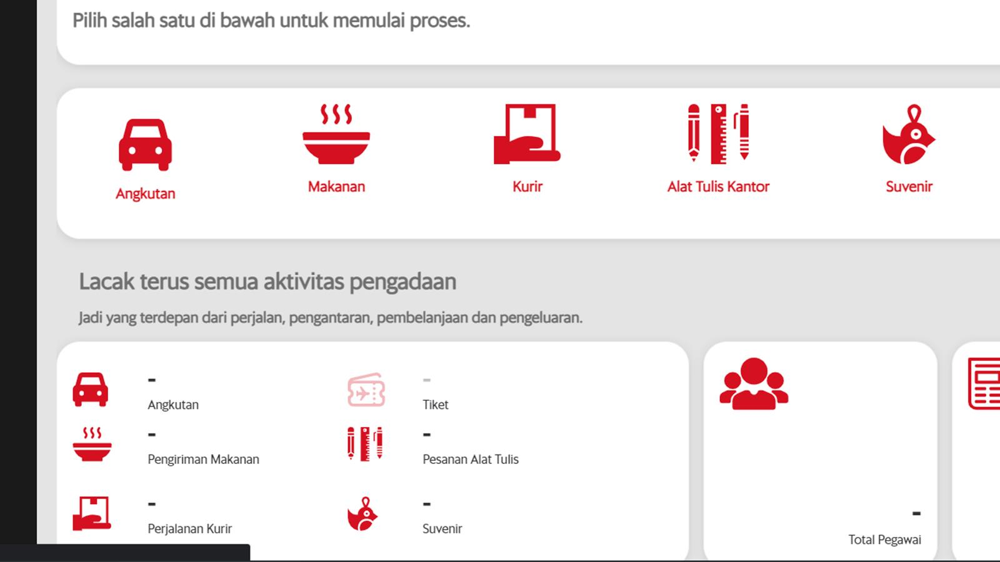 Pilih salah satu di bawah untuk memulai proses.
Angkutan
Makanan
Kurir
Alat Tulis Kantor
Suvenir
Lacak terus semua aktivitas pengadaan
Jadi yang terdepan dari perjalan, pengantaran, pembelanjaan dan pengeluaran.
-
Angkutan
-
Tiket
-
Pengiriman Makanan
-
Pesanan Alat Tulis
-
Perjalanan Kurir
-
Suvenir
-
Total Pegawai